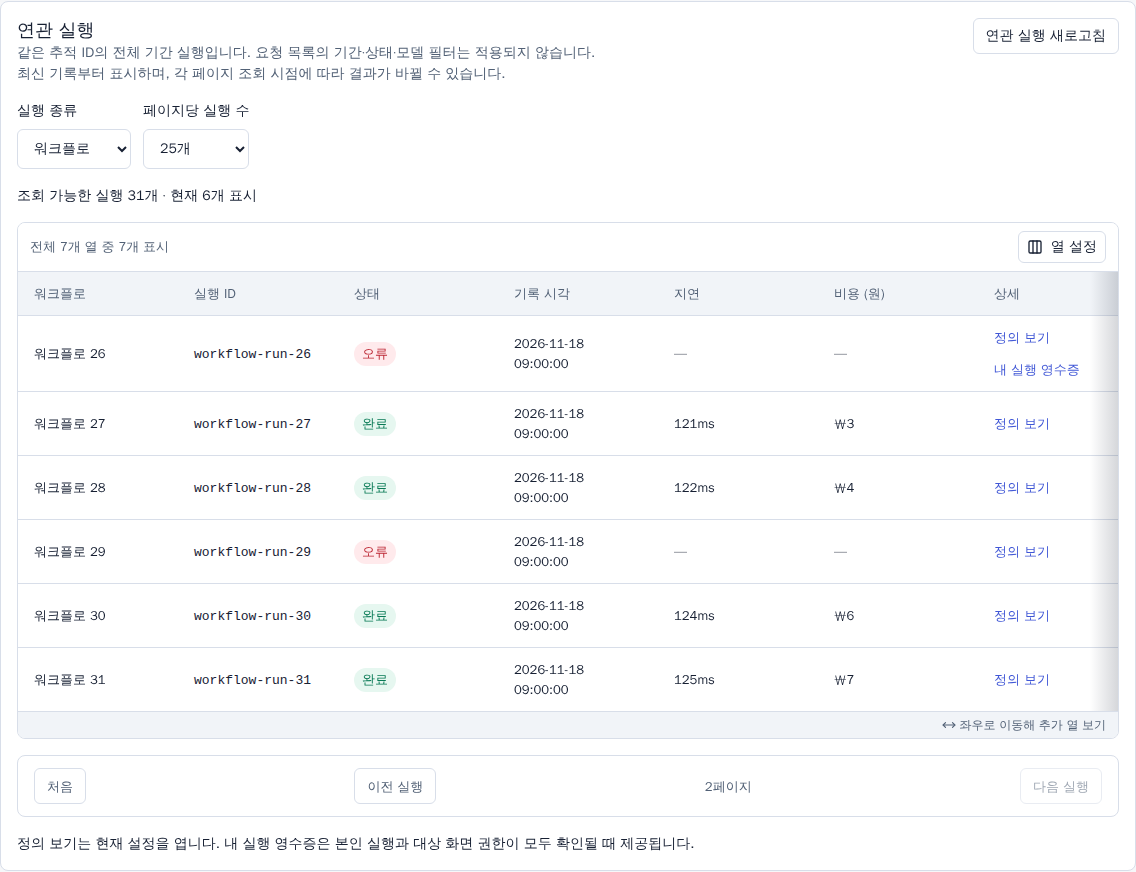 연관 실행
같은 추적 ID의 전체 기간 실행입니다. 요청 목록의 기간·상태·모델 필터는 적용되지 않습니다.
최신 기록부터 표시하며, 각 페이지 조회 시점에 따라 결과가 바뀔 수 있습니다.
연관 실행 새로고침
실행 종류 페이지당 실행 수
워크플로 25개
조회 가능한 실행 31개 · 현재 6개 표시
전체 7개 열 중 7개 표시 열 설정
워크플로 실행 ID 상태 기록 시각 지연 비용 (원) 상세
워크플로 26 workflow-run-26 오류 2026-11-18 09:00:00 — — 정의 보기 내 실행 영수증
워크플로 27 workflow-run-27 완료 2026-11-18 09:00:00 121ms ₩3 정의 보기
워크플로 28 workflow-run-28 완료 2026-11-18 09:00:00 122ms ₩4 정의 보기
워크플로 29 workflow-run-29 오류 2026-11-18 09:00:00 — — 정의 보기
워크플로 30 workflow-run-30 완료 2026-11-18 09:00:00 124ms ₩6 정의 보기
워크플로 31 workflow-run-31 완료 2026-11-18 09:00:00 125ms ₩7 정의 보기
↔ 좌우로 이동해 추가 열 보기
처음 이전 실행 2페이지 다음 실행
정의 보기는 현재 설정을 엽니다. 내 실행 영수증은 본인 실행과 대상 화면 권한이 모두 확인될 때 제공됩니다.